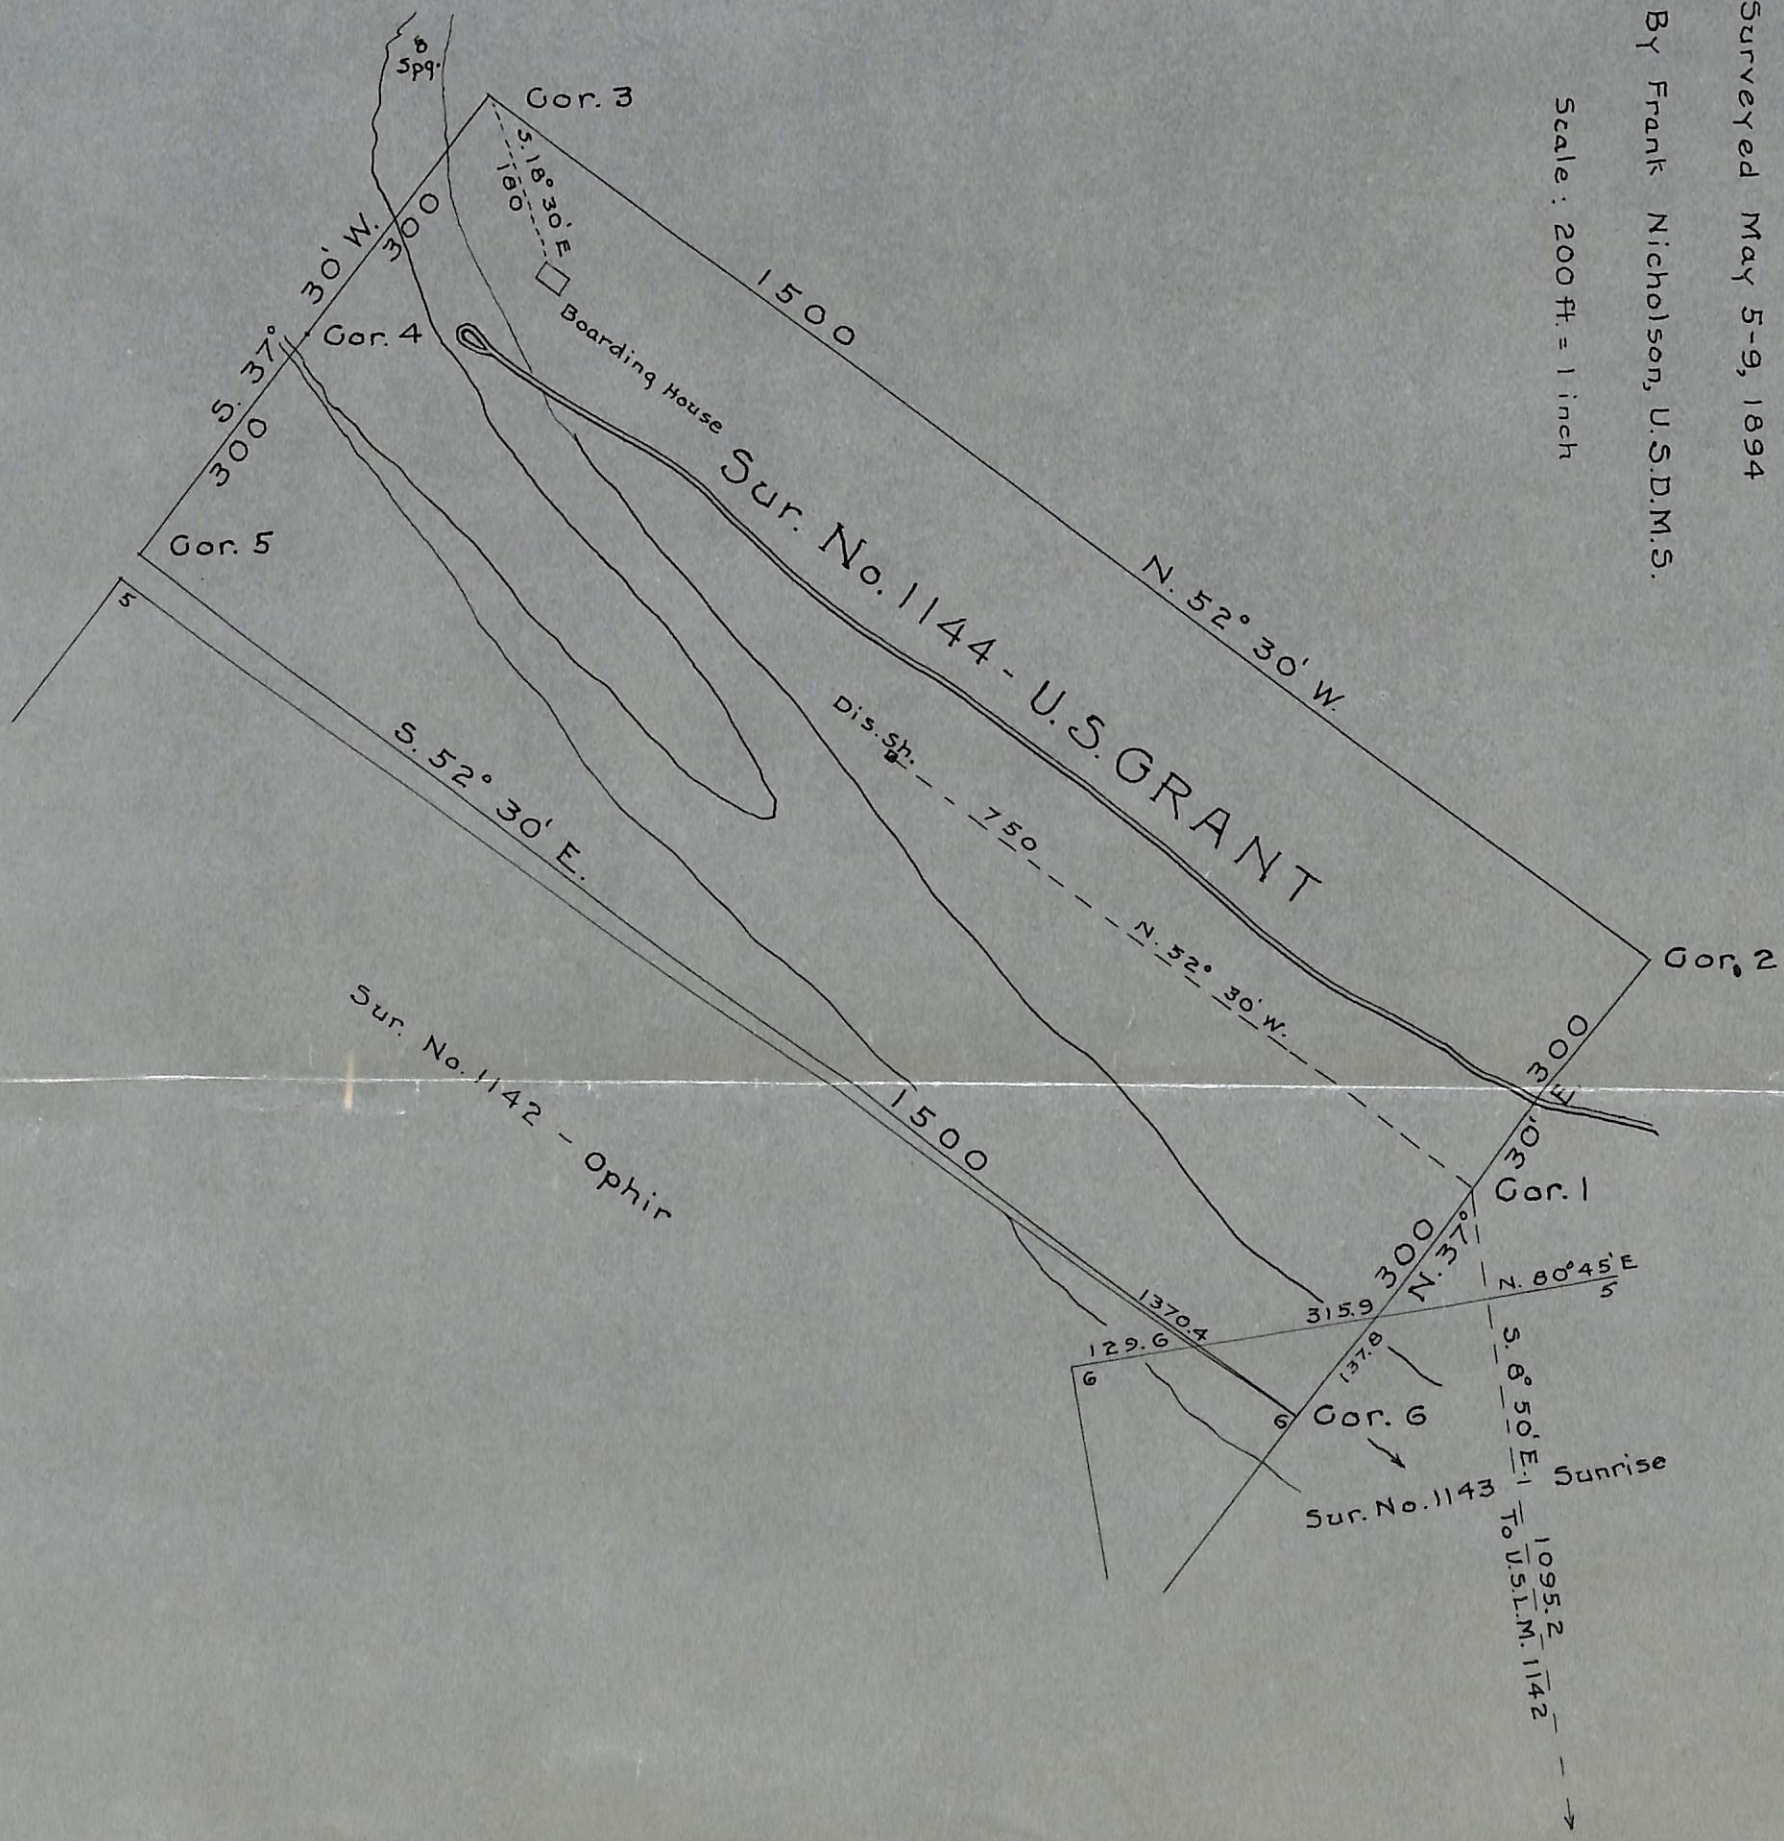 Surveyed May 5-9, 1894
By Frank Nicholson, U.S.D.M.S.
Scale: 200 ft. = 1 inch
Spg.
Cor. 3
S. 18° 30' E
180
Boarding House
1500
N. 52° 30' W.
300
S. 37° 30' W.
Cor. 4
300
Cor. 5
5
Sur. No. 1144 - U.S. GRANT
Dis. Sh.
750
N. 52° 30' W.
S. 52° 30' E.
1500
Sur. No. 1142 - Ophir
Cor. 2
300
N. 37° 30' E.
Cor. 1
300
N. 80° 45' E
5
315.9
1370.4
129.6
6
137.8
6
Cor. 6
Sur. No. 1143 Sunrise
S. 8° 50' E. 1095.2
To U.S.L.M. 1142